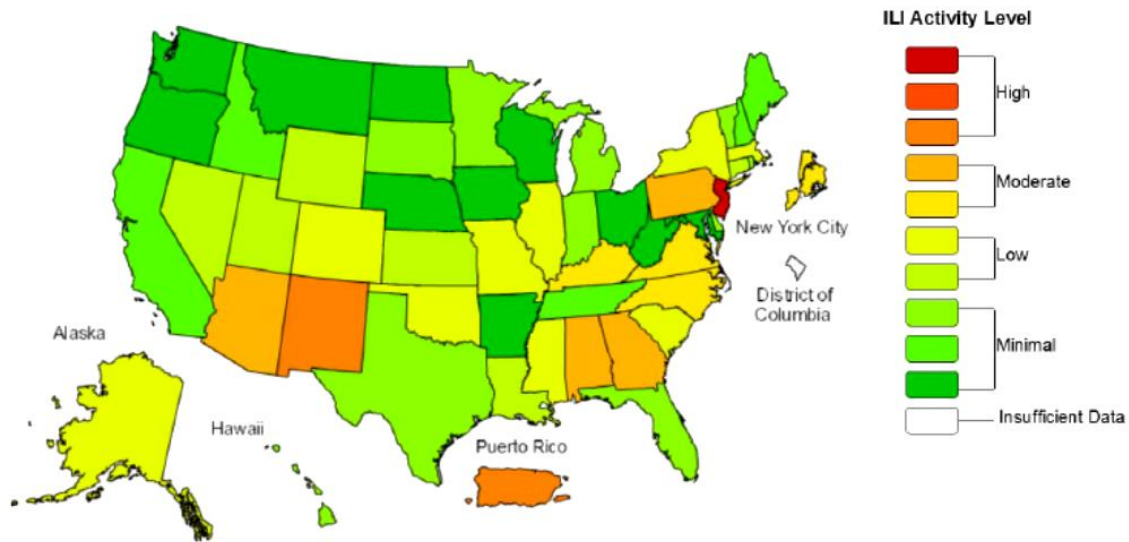 ILI Activity Level
High
Moderate
New York City
Low
District of
Columbia
Alaska
Minimal
Hawaii
Insufficient Data
Puerto Rico